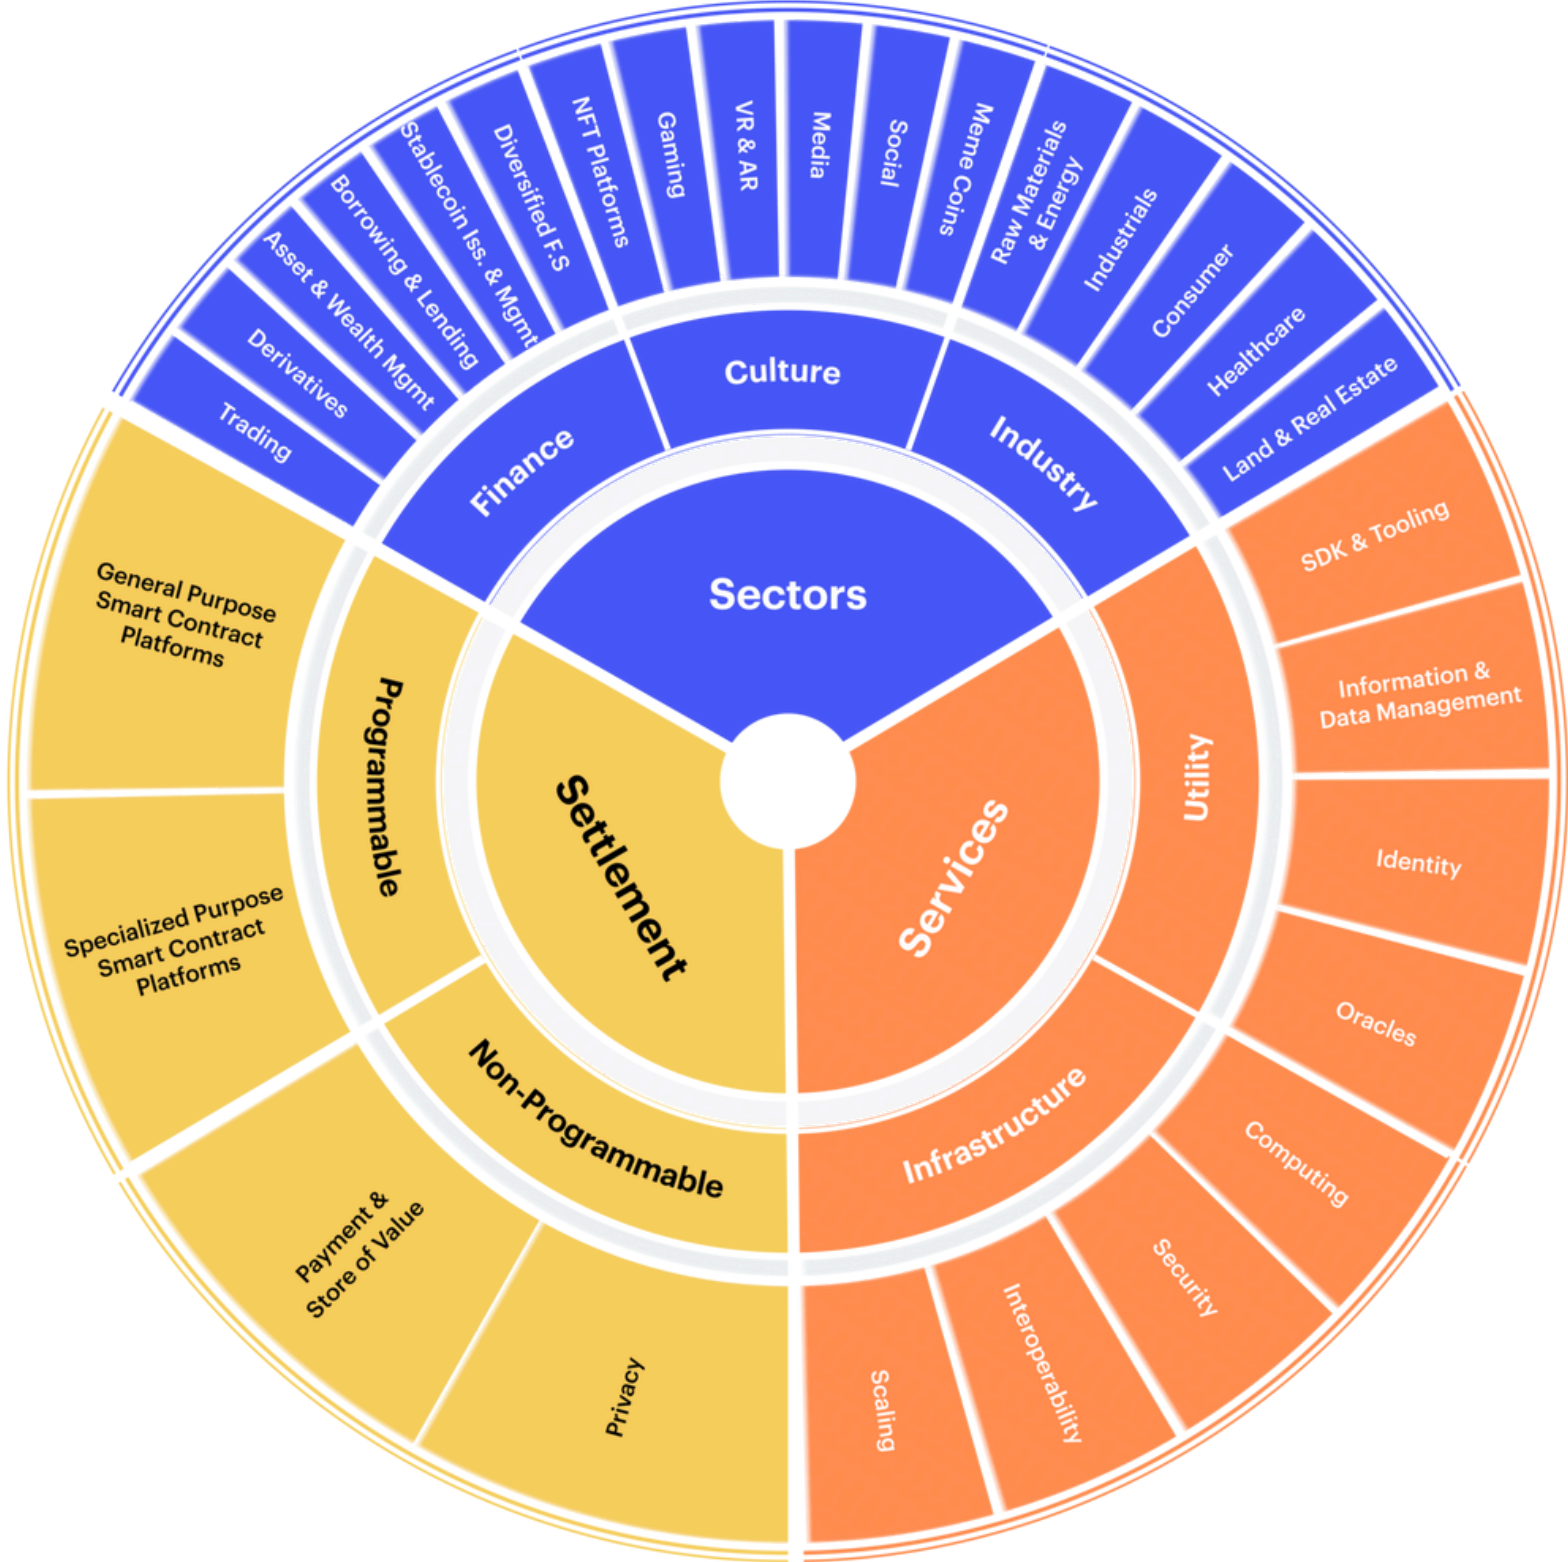 Sectors
Finance
Culture
Industry
Trading
Derivatives
Asset & Wealth Mgmt
Borrowing & Lending
Stablecoin Iss. & Mgmt
Diversified F.S
NFT Platforms
Gaming
VR & AR
Media
Social
Meme Coins
Raw Materials
& Energy
Industrials
Consumer
Healthcare
Land & Real Estate
Services
Utility
Infrastructure
SDK & Tooling
Information &
Data Management
Identity
Oracles
Computing
Security
Interoperability
Scaling
Settlement
Programmable
Non-Programmable
General Purpose
Smart Contract
Platforms
Specialized Purpose
Smart Contract
Platforms
Payment &
Store of Value
Privacy